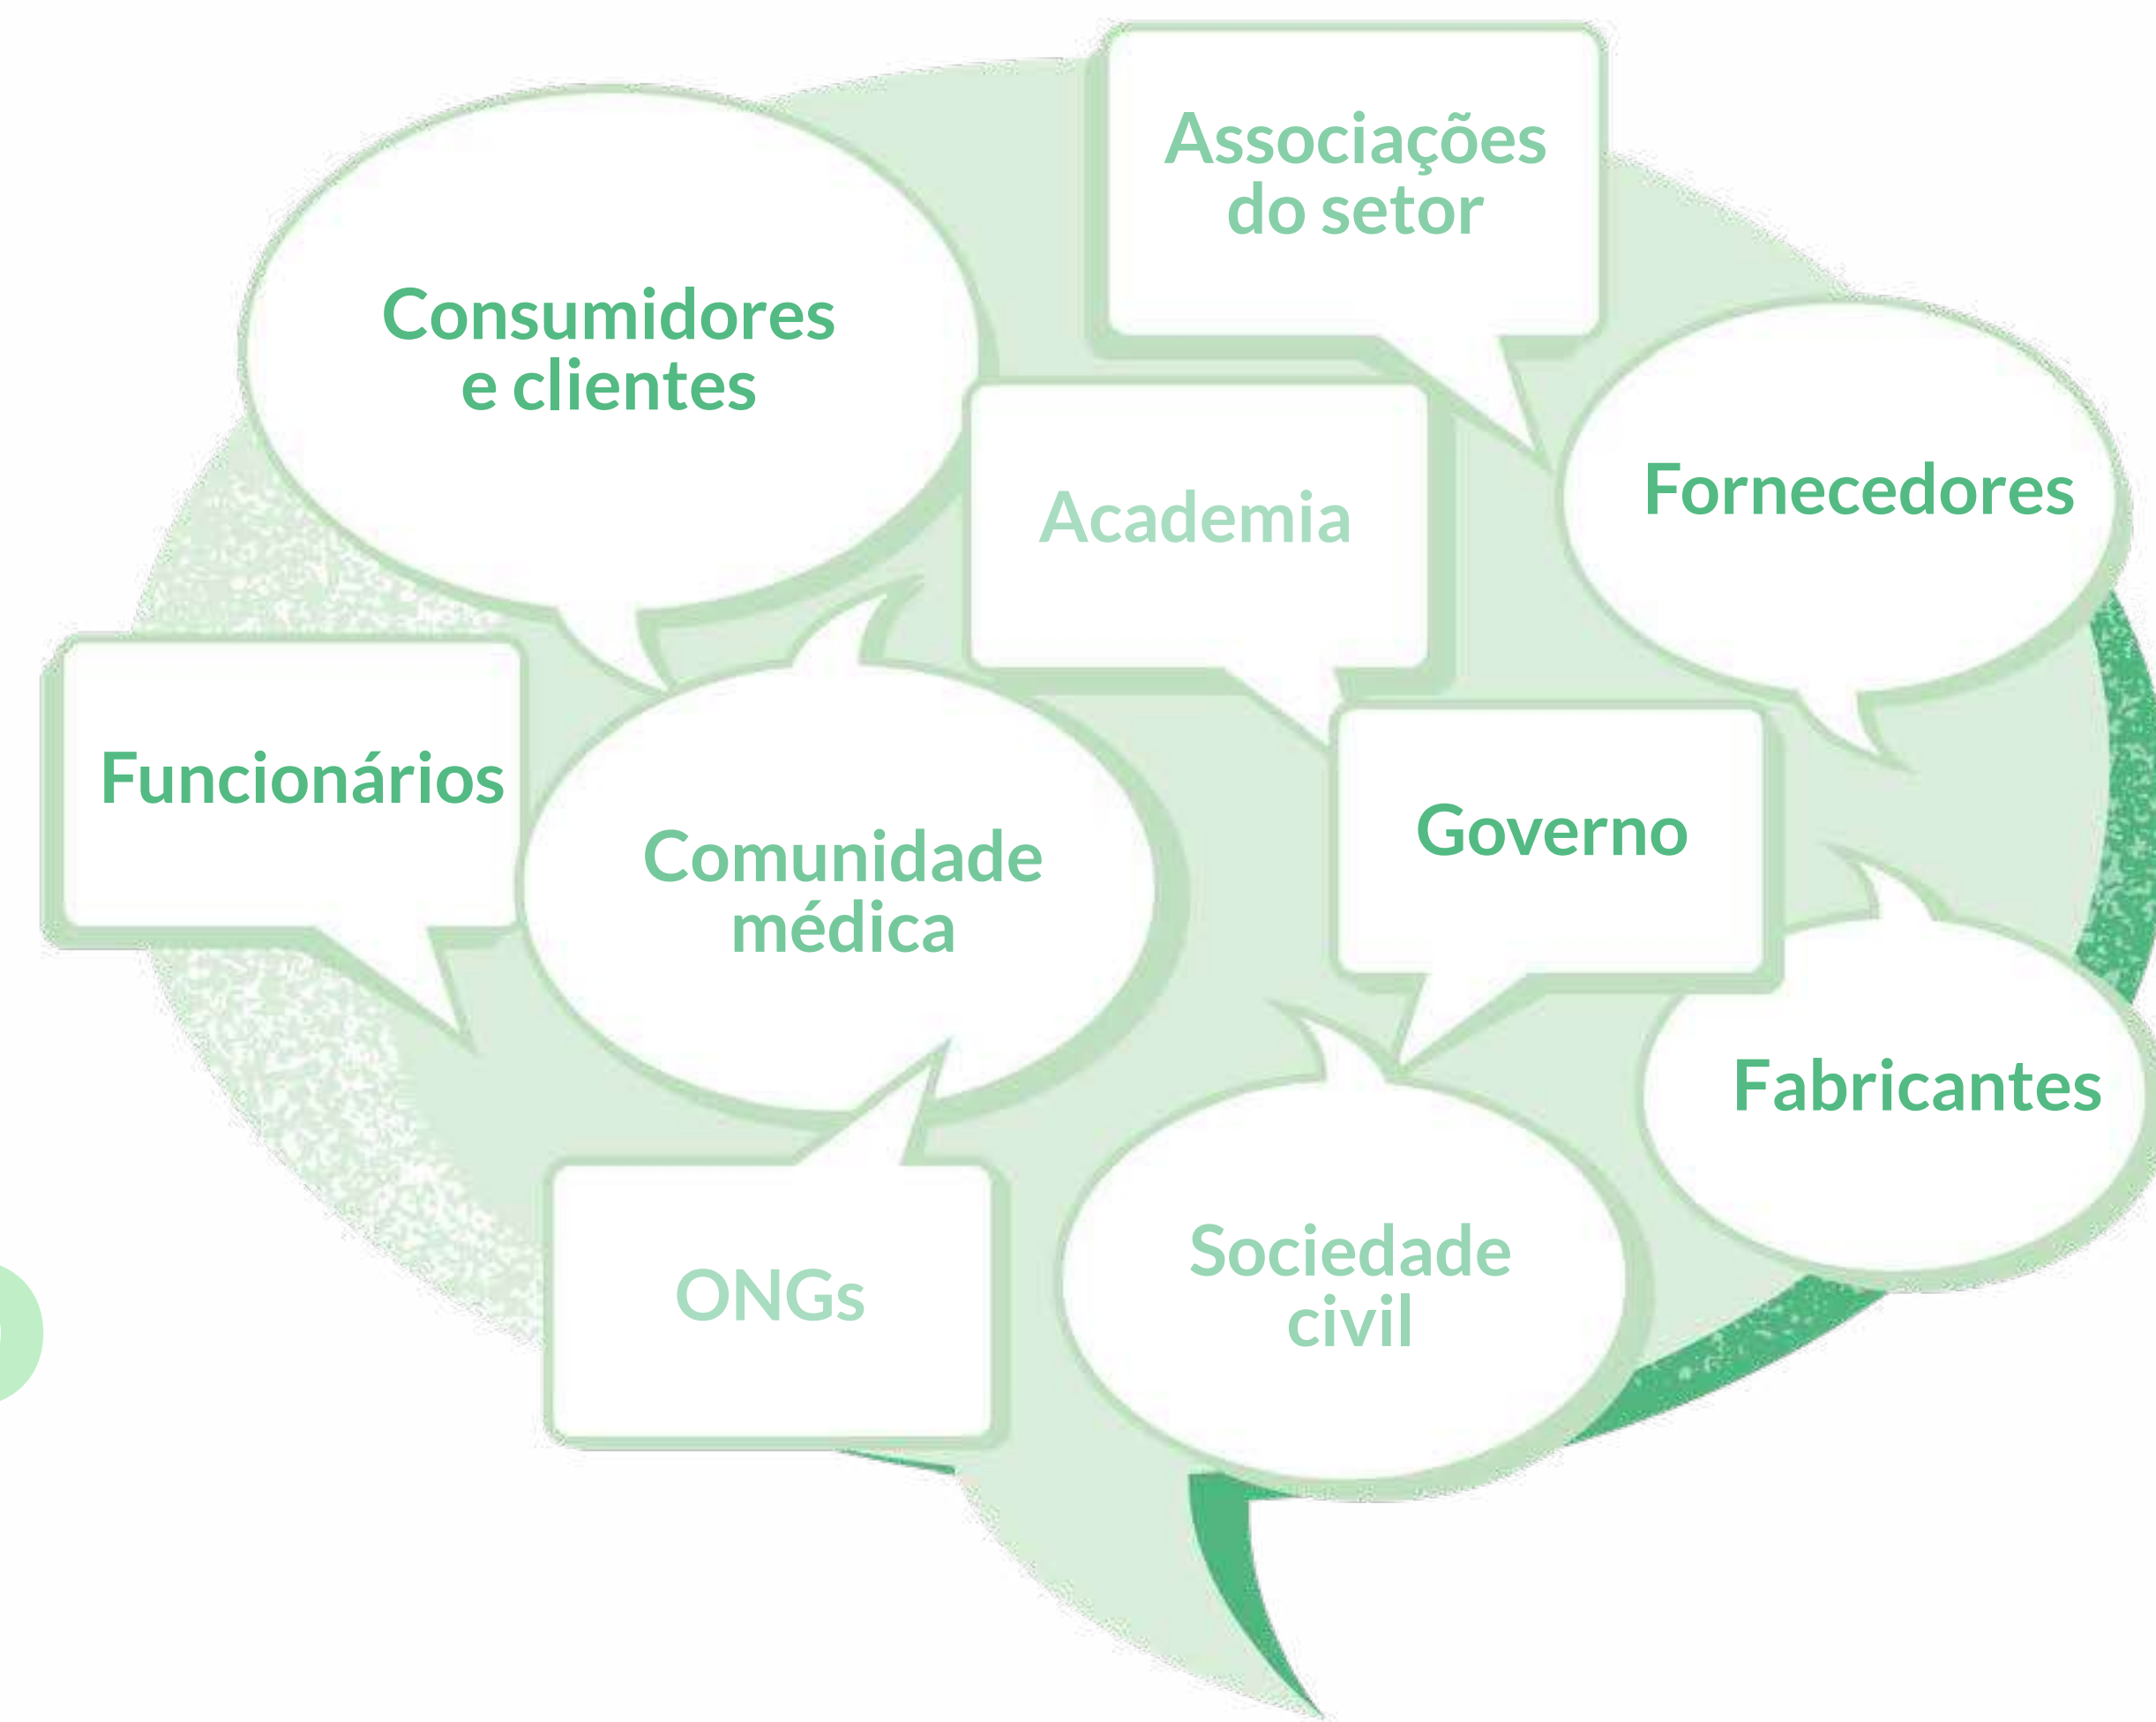 Associações
do setor
Consumidores
e clientes
Fornecedores
Academia
Funcionários
Governo
Comunidade
médica
Fabricantes
ONGs
Sociedade
civil